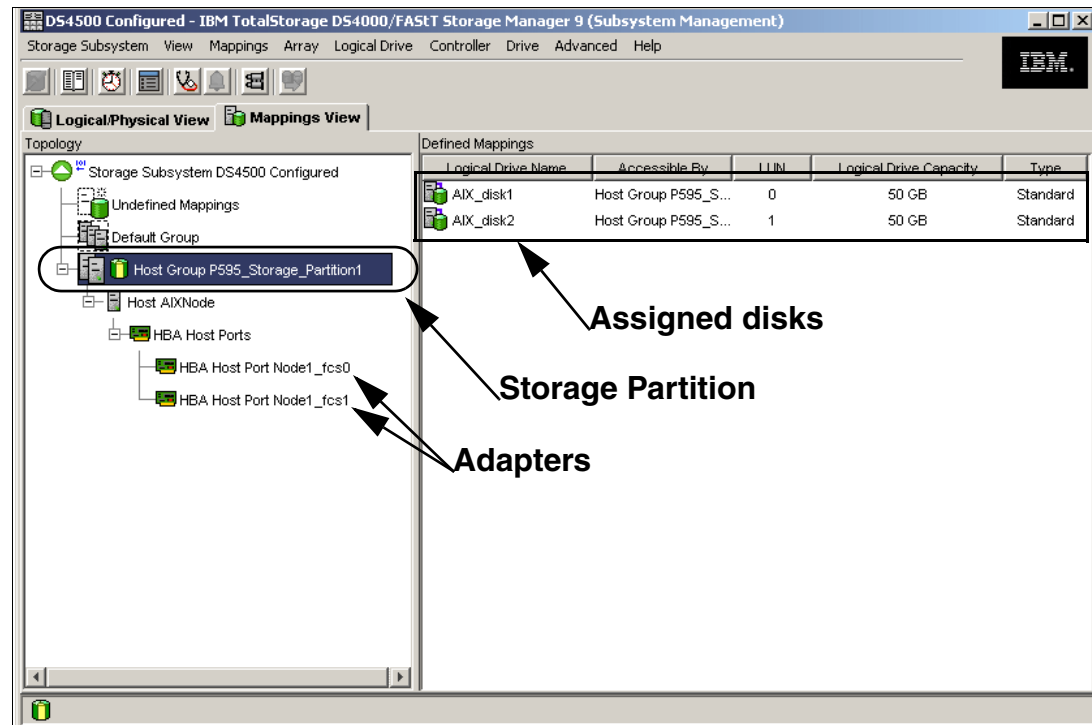 DS4500 Configured - IBM TotalStorage DS4000/FAStT Storage Manager 9 (Subsystem Management)
Storage Subsystem View Mappings Array Logical Drive Controller Drive Advanced Help
IBM.
Logical/Physical View Mappings View
Topology
Storage Subsystem DS4500 Configured
Undefined Mappings
Default Group
Host Group P595_Storage_Partition1
Host AIXNode
HBA Host Ports
HBA Host Port Node1_fcs0
HBA Host Port Node1_fcs1
Defined Mappings
Logical Drive Name Accessible By LUN Logical Drive Capacity Type
AIX_disk1 Host Group P595_S... 0 50 GB Standard
AIX_disk2 Host Group P595_S... 1 50 GB Standard
Assigned disks
Storage Partition
Adapters